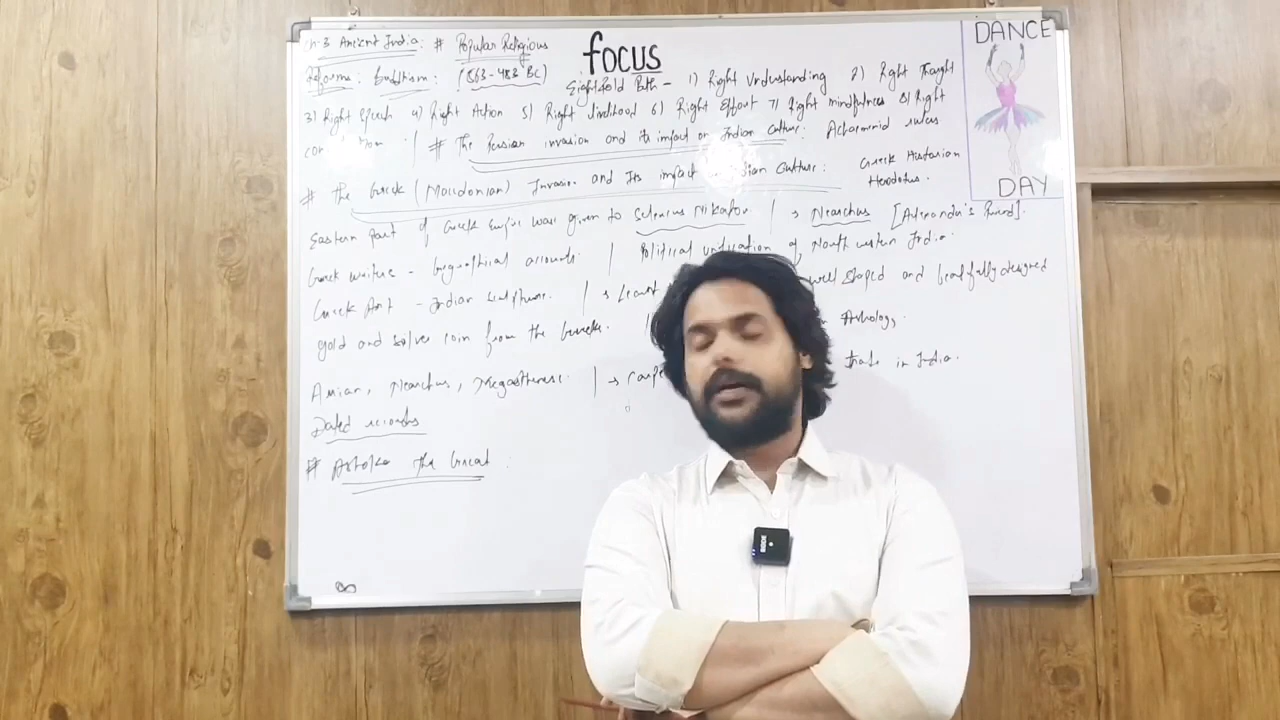 Ch.3 Ancient India: # Popular Religious
FOCUS
DANCE
Reforms: Buddhism: (563-483 BC)
Eightfold Path - 1) Right Understanding 2) Right Thought
3) Right Speech 4) Right Action 5) Right livelihood 6) Right Effort 7) Right mindfulness 8) Right
# The Persian invasion and its impact on Indian Culture: Achaemenid rulers
# The Greek (Macedonian) Invasion and Its impact Culture:
Greek Historian
DAY
Eastern Part of Greek Empire was given to Seleucus Nikator | → Nearchus [Alexander's friend].
Greek writers - Geographical accounts. | Political unification of North western India.
Greek Art - Indian sculpture. | → Learnt well shaped and designed
gold and silver coin from the Greeks.
Arrian, Nearchus, Megasthenese. | → trade in India.
Dated records
# Ashoka the Great :